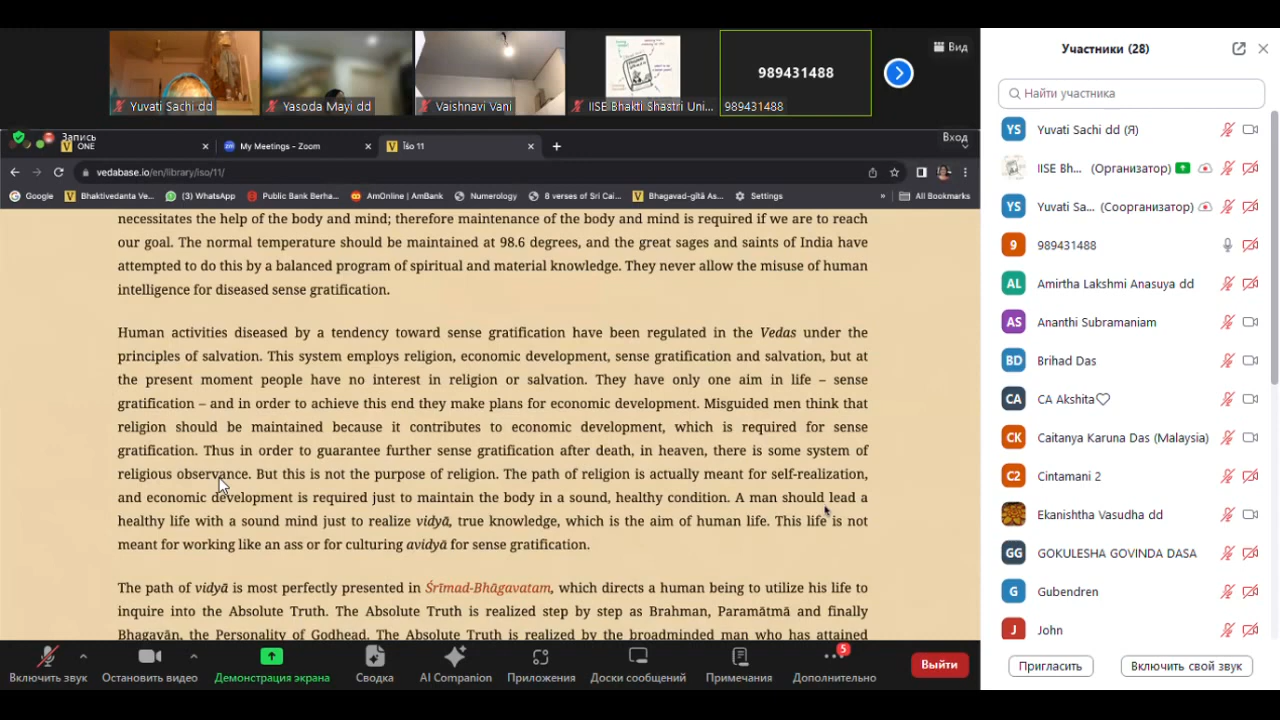 Yuvati Sachi dd
Yasoda Mayi dd
Vaishnavi Vani
IISE Bhakti Shastri Uni...
989431488
989431488
Вид
Участники (28)
Найти участника
Запись
ONE
My Meetings - Zoom
Īśo 11
Вход
vedabase.io/en/library/iso/11/
Google
Bhaktivedanta Ve...
(3) WhatsApp
Public Bank Berha...
AmOnline | AmBank
Numerology
8 verses of Sri Cai...
Bhagavad-gītā As...
Settings
»
All Bookmarks
necessitates the help of the body and mind; therefore maintenance of the body and mind is required if we are to reach
our goal. The normal temperature should be maintained at 98.6 degrees, and the great sages and saints of India have
attempted to do this by a balanced program of spiritual and material knowledge. They never allow the misuse of human
intelligence for diseased sense gratification.
Human activities diseased by a tendency toward sense gratification have been regulated in the Vedas under the
principles of salvation. This system employs religion, economic development, sense gratification and salvation, but at
the present moment people have no interest in religion or salvation. They have only one aim in life – sense
gratification – and in order to achieve this end they make plans for economic development. Misguided men think that
religion should be maintained because it contributes to economic development, which is required for sense
gratification. Thus in order to guarantee further sense gratification after death, in heaven, there is some system of
religious observance. But this is not the purpose of religion. The path of religion is actually meant for self-realization,
and economic development is required just to maintain the body in a sound, healthy condition. A man should lead a
healthy life with a sound mind just to realize vidyā, true knowledge, which is the aim of human life. This life is not
meant for working like an ass or for culturing avidyā for sense gratification.
The path of vidyā is most perfectly presented in Śrīmad-Bhāgavatam, which directs a human being to utilize his life to
inquire into the Absolute Truth. The Absolute Truth is realized step by step as Brahman, Paramātmā and finally
Bhagavān, the Personality of Godhead. The Absolute Truth is realized by the broadminded man who has attained
YS Yuvati Sachi dd (Я)
IISE Bh... (Организатор)
YS Yuvati Sa... (Соорганизатор)
9 989431488
AL Amirtha Lakshmi Anasuya dd
AS Ananthi Subramaniam
BD Brihad Das
CA CA Akshita♡
CK Caitanya Karuna Das (Malaysia)
C2 Cintamani 2
Ekanishtha Vasudha dd
GG GOKULESHA GOVINDA DASA
G Gubendren
J John
Включить звук
Остановить видео
Демонстрация экрана
Сводка
AI Companion
Приложения
Доски сообщений
Примечания
5
Дополнительно
Выйти
Пригласить
Включить свой звук